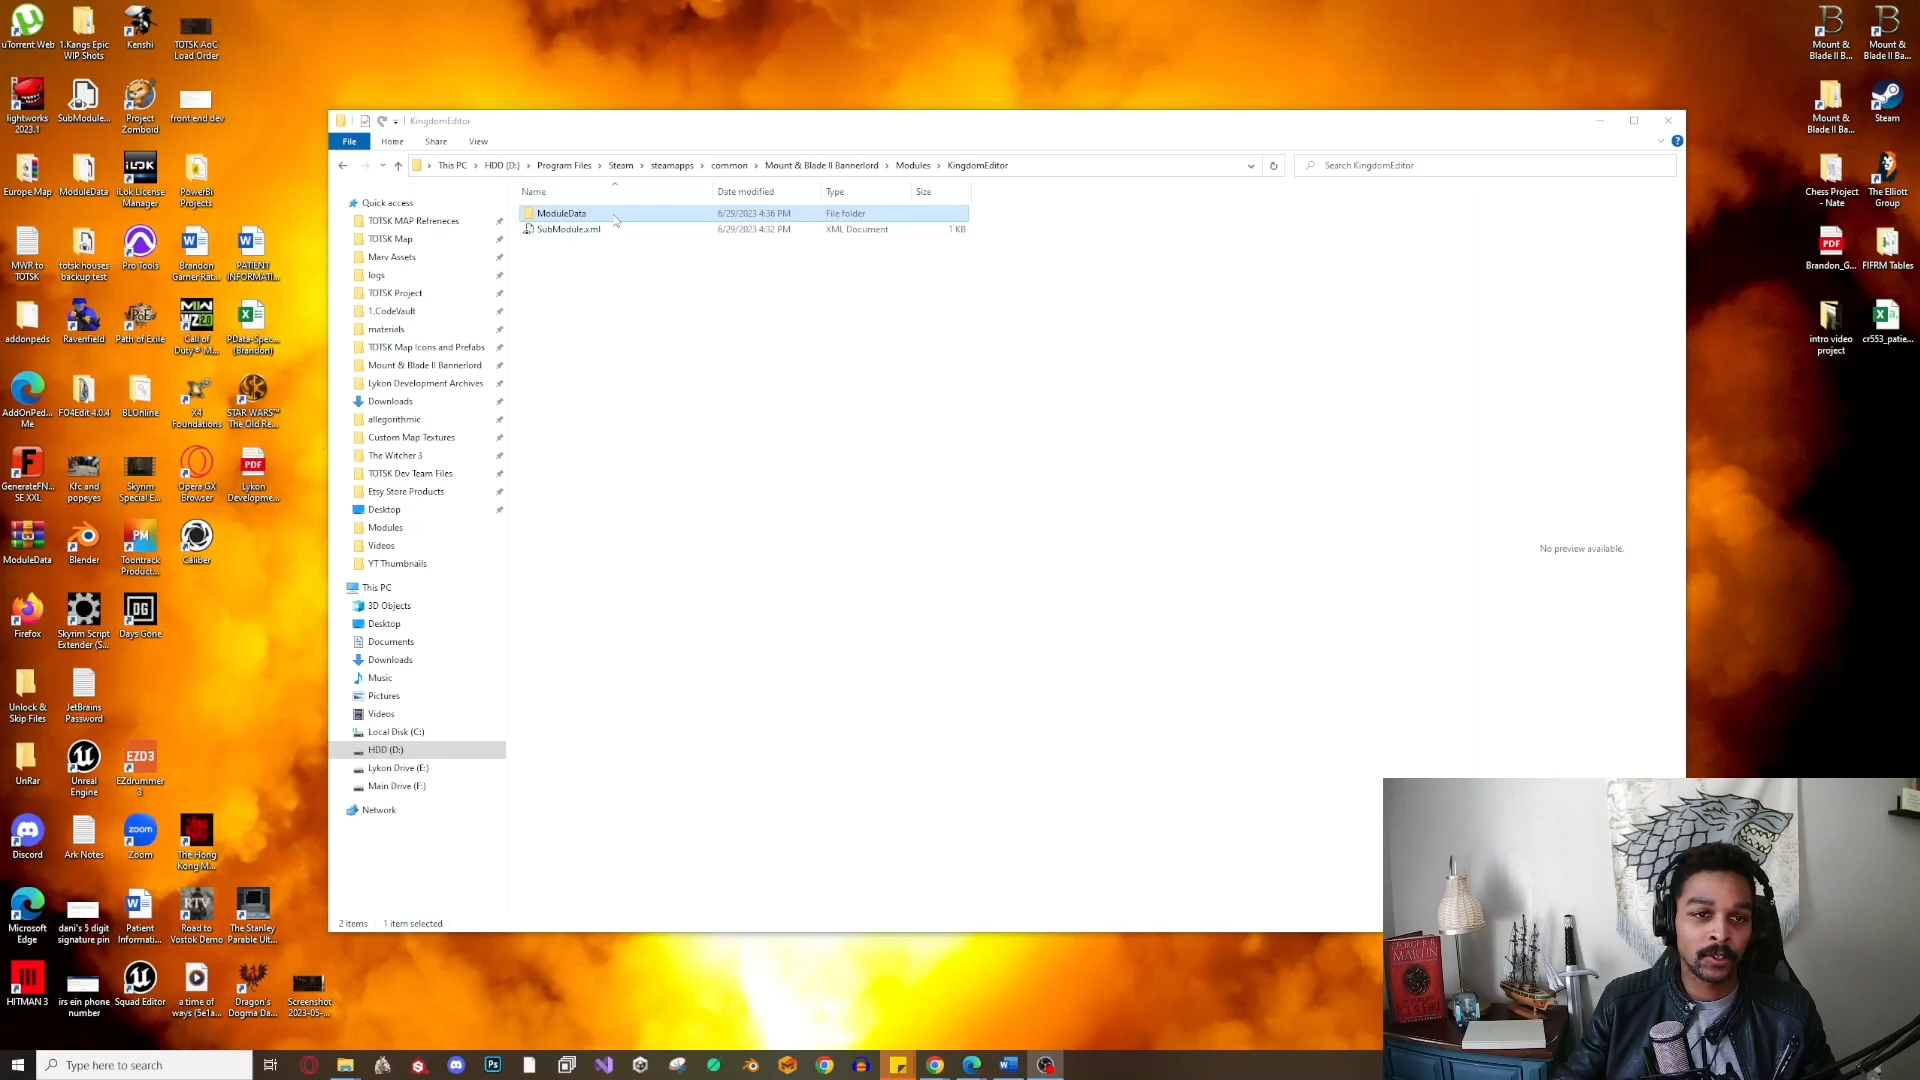 uTorrent Web
1.Kangs Epic
WIP Shots
Kenshi
TOTSK AoC
Load Order
lightworks
2023.1
SubModule...
Project
Zomboid
front end dev
Europe Map
ModuleData
iLOK
iLok License
Manager
PowerBi
Projects
MWR to
TOTSK
totsk houses
backup test
Pro Tools
Brandon
Gamer Rat...
PATIENT
INFORMATI...
addonpeds
Ravenfield
Path of Exile
Call of
Duty® M...
PData-Spec...
(Brandon)
AddOnPed...
Me
FO4Edit 4.0.4
BLOnline
X4
Foundations
STAR WARS™
The Old Re...
GenerateFN...
SE XXL
Kfc and
popeyes
Skyrim
Special E...
Opera GX
Browser
PDF
Lykon
Developme...
ModuleData
Blender
PM
Toontrack
Product...
Caliber
Firefox
Skyrim Script
Extender (S...
DG
Days Gone
Unlock &
Skip Files
JetBrains
Password
UnRar
Unreal
Engine
EZD3
EZdrummer
3
Discord
Ark Notes
zoom
Zoom
The Hong
Kong M...
Microsoft
Edge
dani's 5 digit
signature pin
Patient
Informati...
RTV
Road to
Vostok Demo
The Stanley
Parable Ult...
HITMAN 3
irs ein phone
number
Squad Editor
a time of
ways (5e1a...
Dragon's
Dogma Da...
Screenshot
2023-05-...
KingdomEditor
File Home Share View
This PC > HDD (D:) > Program Files > Steam > steamapps > common > Mount & Blade II Bannerlord > Modules > KingdomEditor
Search KingdomEditor
Name Date modified Type Size
ModuleData 6/29/2023 4:36 PM File folder
SubModule.xml 6/29/2023 4:32 PM XML Document 1 KB
Quick access
TOTSK MAP Refreneces
TOTSK Map
Marv Assets
logs
TOTSK Project
1.CodeVault
materials
TOTSK Map Icons and Prefabs
Mount & Blade II Bannerlord
Lykon Development Archives
Downloads
allegorithmic
Custom Map Textures
The Witcher 3
TOTSK Dev Team Files
Etsy Store Products
Desktop
Modules
Videos
YT Thumbnails
This PC
3D Objects
Desktop
Documents
Downloads
Music
Pictures
Videos
Local Disk (C:)
HDD (D:)
Lykon Drive (E:)
Main Drive (F:)
Network
No preview available.
2 items 1 item selected
Mount &
Blade II B...
Mount &
Blade II Ba...
Mount &
Blade II Ba...
Steam
Chess Project
- Nate
The Elliott
Group
PDF
Brandon_G...
FIFRM Tables
intro video
project
cr553_patie...
GEORGE R.R.
MARTIN
Type here to search
Ps